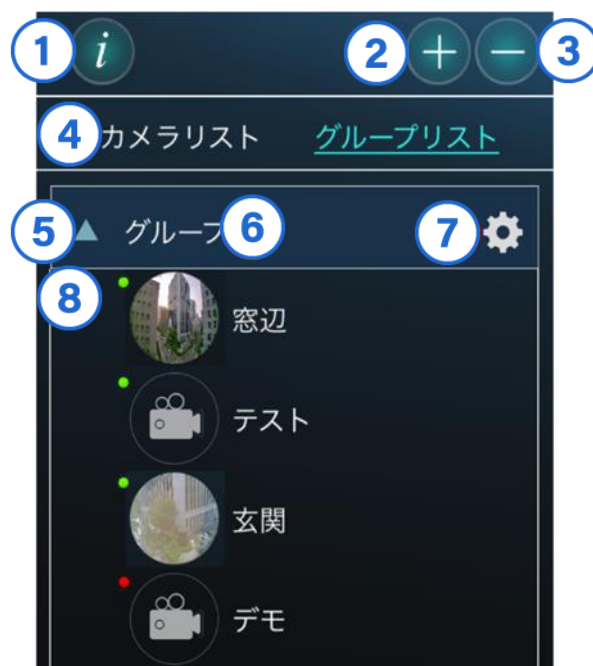 1 i 2 + − 3
4 カメラリスト グループリスト
5 ▲ グループ 6 7
8 窓辺
テスト
玄関
デモ